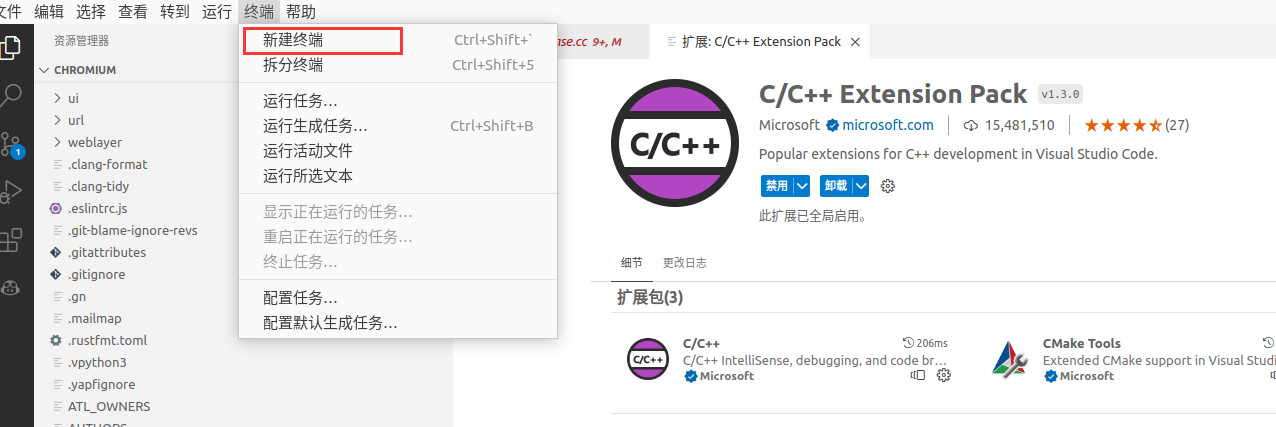 文件 编辑 选择 查看 转到 运行 终端 帮助
资源管理器
CHROMIUM
ui
url
weblayer
.clang-format
.clang-tidy
.eslintrc.js
.git-blame-ignore-revs
.gitattributes
.gitignore
.gn
.mailmap
.rustfmt.toml
.vpython3
.yapfignore
ATL_OWNERS
AUTHORS
1
新建终端 Ctrl+Shift+`
拆分终端 Ctrl+Shift+5
运行任务...
运行生成任务... Ctrl+Shift+B
运行活动文件
运行所选文本
显示正在运行的任务...
重启正在运行的任务...
终止任务...
配置任务...
配置默认生成任务...
ase.cc 9+, M
扩展: C/C++ Extension Pack
C/C++
C/C++ Extension Pack v1.3.0
Microsoft microsoft.com 15,481,510 (27)
Popular extensions for C++ development in Visual Studio Code.
禁用 卸载
此扩展已全局启用。
细节 更改日志
扩展包(3)
C/C++
C/C++ 206ms
C/C++ IntelliSense, debugging, and code br...
Microsoft
CMake Tools
Extended CMake support in Visual Studi
Microsoft